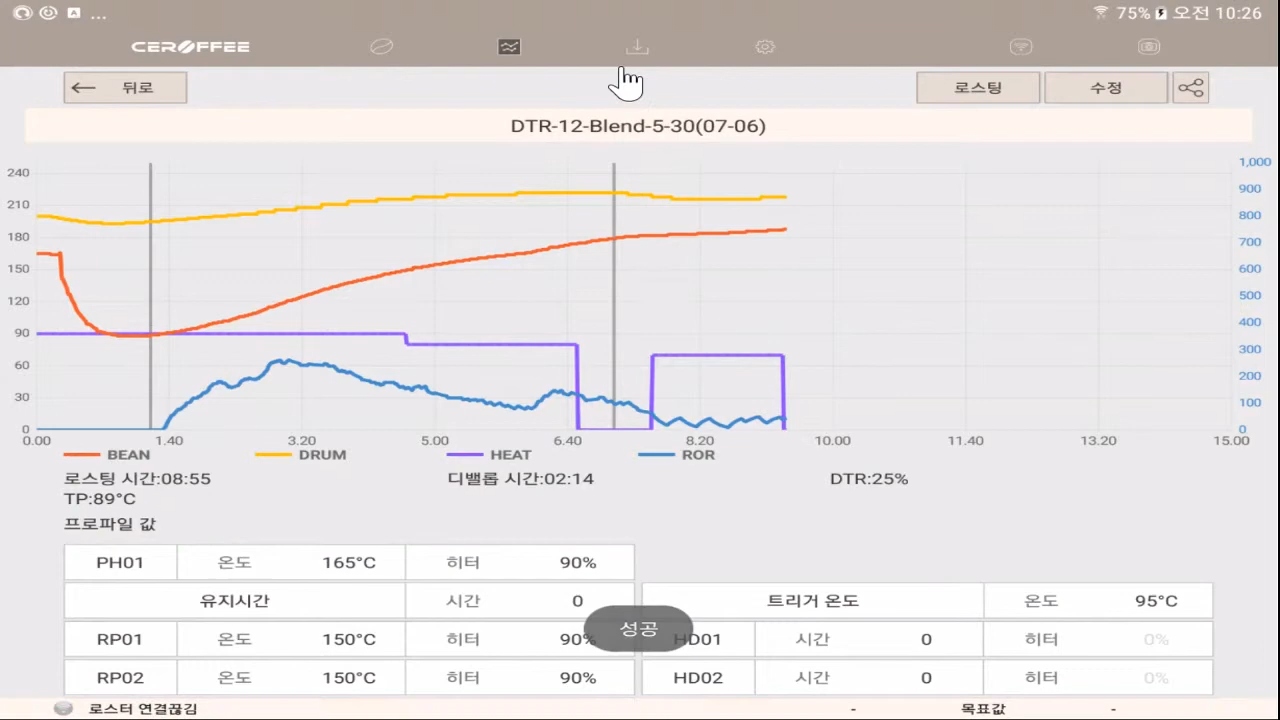 ... 75% 오전 10:26
CEROFFEE
뒤로 로스팅 수정
DTR-12-Blend-5-30(07-06)
240 210 180 150 120 90 60 30 0
1,000 900 800 700 600 500 400 300 200 100 0
0.00 1.40 3.20 5.00 6.40 8.20 10.00 11.40 13.20 15.00
BEAN DRUM HEAT ROR
로스팅 시간:08:55 디밸롭 시간:02:14 DTR:25%
TP:89°C
프로파일 값
PH01 온도 165°C 히터 90%
유지시간 시간 0 트리거 온도 온도 95°C
성공
RP01 온도 150°C 히터 90% HD01 시간 0 히터 0%
RP02 온도 150°C 히터 90% HD02 시간 0 히터 0%
로스터 연결끊김 - 목표값 -